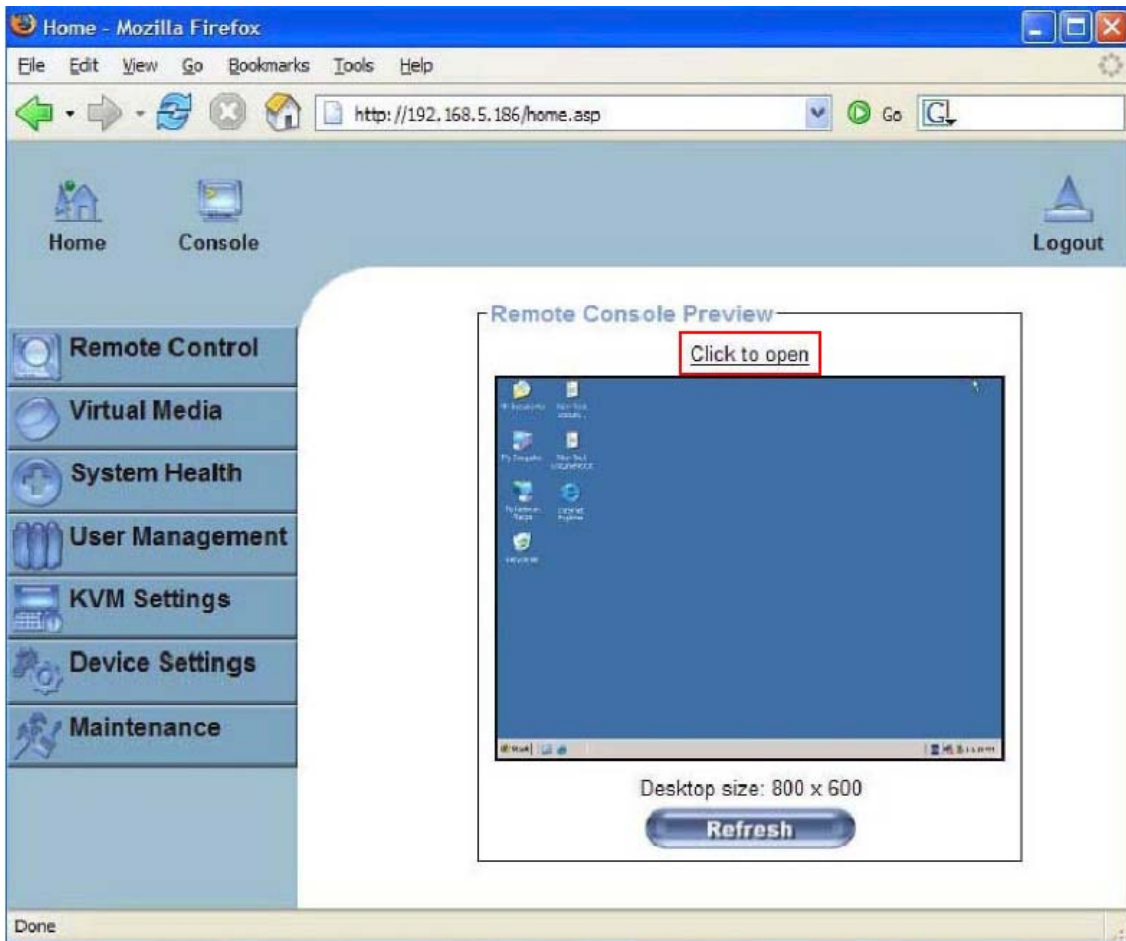 Home - Mozilla Firefox
File Edit View Go Bookmarks Tools Help
http://192.168.5.186/home.asp Go G
Home Console Logout
Remote Control
Virtual Media
System Health
User Management
KVM Settings
Device Settings
Maintenance
Remote Console Preview
Click to open
Start
Desktop size: 800 x 600
Refresh
Done